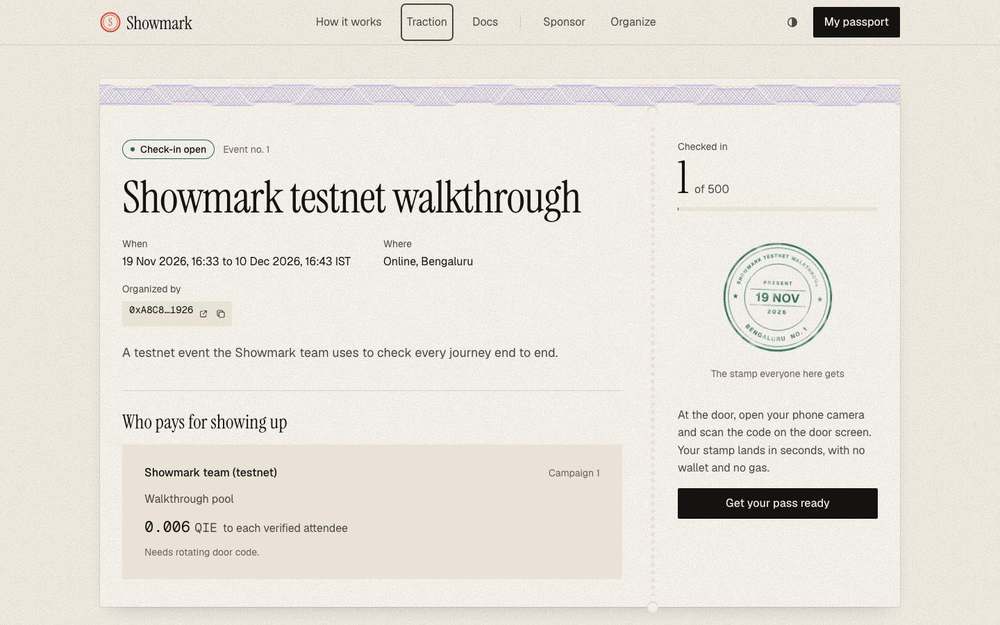 S Showmark
How it works
Traction
Docs
Sponsor
Organize
My passport
Check-in open
Event no. 1
Showmark testnet walkthrough
When
19 Nov 2026, 16:33 to 10 Dec 2026, 16:43 IST
Where
Online, Bengaluru
Organized by
0xA8C8…1926
A testnet event the Showmark team uses to check every journey end to end.
Who pays for showing up
Showmark team (testnet)
Campaign 1
Walkthrough pool
0.006 QIE to each verified attendee
Needs rotating door code.
Checked in
1 of 500
SHOWMARK TESTNET WALKTHROUGH
PRESENT
19 NOV
2026
BENGALURU NO. 1
The stamp everyone here gets
At the door, open your phone camera
and scan the code on the door screen.
Your stamp lands in seconds, with no
wallet and no gas.
Get your pass ready